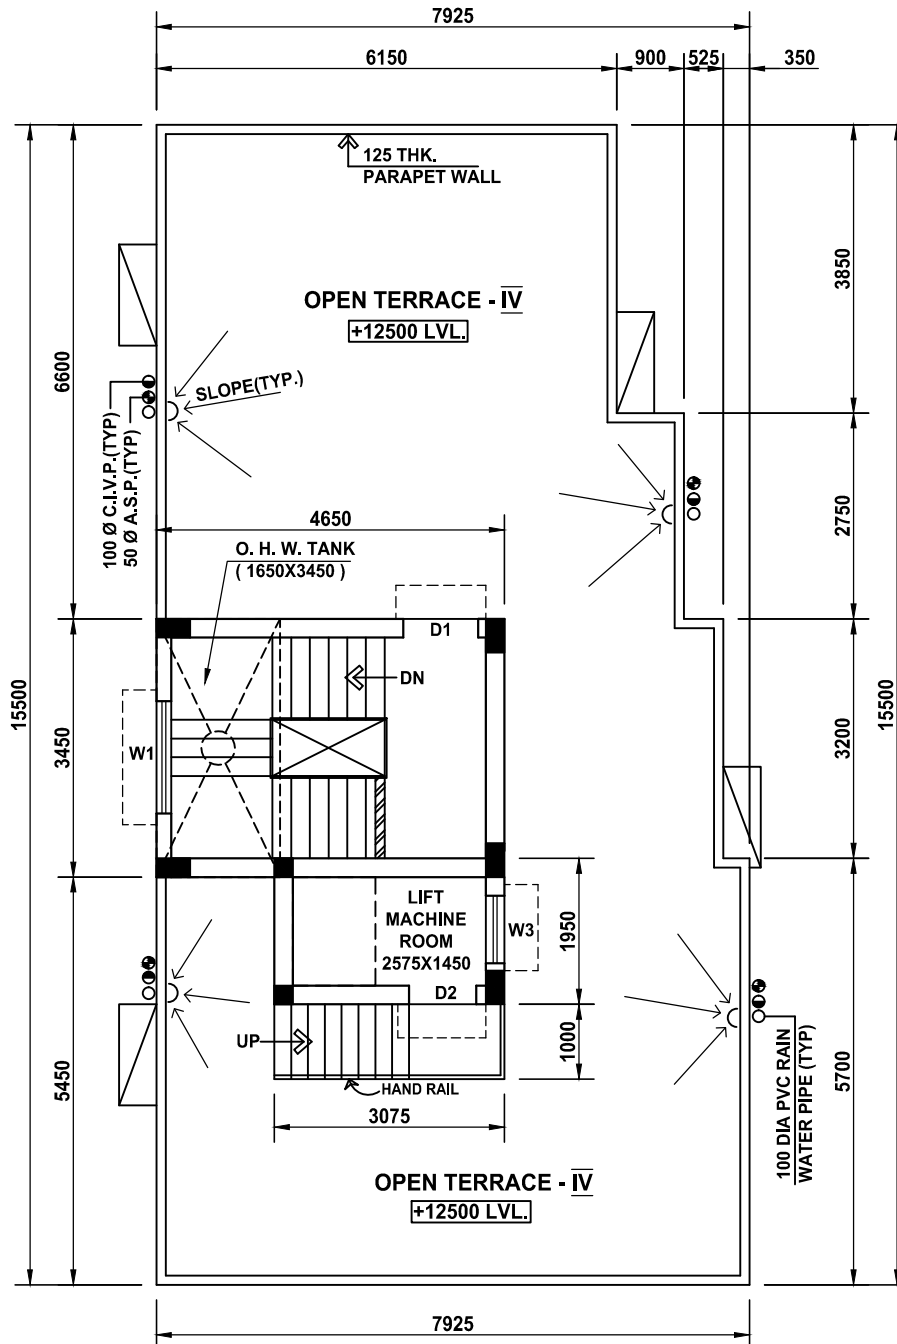 7925
6150
900
525
350
125 THK.
PARAPET WALL
OPEN TERRACE - IV
+12500 LVL.
SLOPE(TYP.)
100 Ø C.I.V.P.(TYP)
50 Ø A.S.P.(TYP)
6600
3850
2750
4650
O. H. W. TANK
( 1650X3450 )
D1
DN
W1
15500
3450
3200
15500
LIFT
MACHINE
ROOM
2575X1450
W3
1950
D2
UP
1000
HAND RAIL
3075
5450
5700
100 DIA PVC RAIN
WATER PIPE (TYP)
OPEN TERRACE - IV
+12500 LVL.
7925